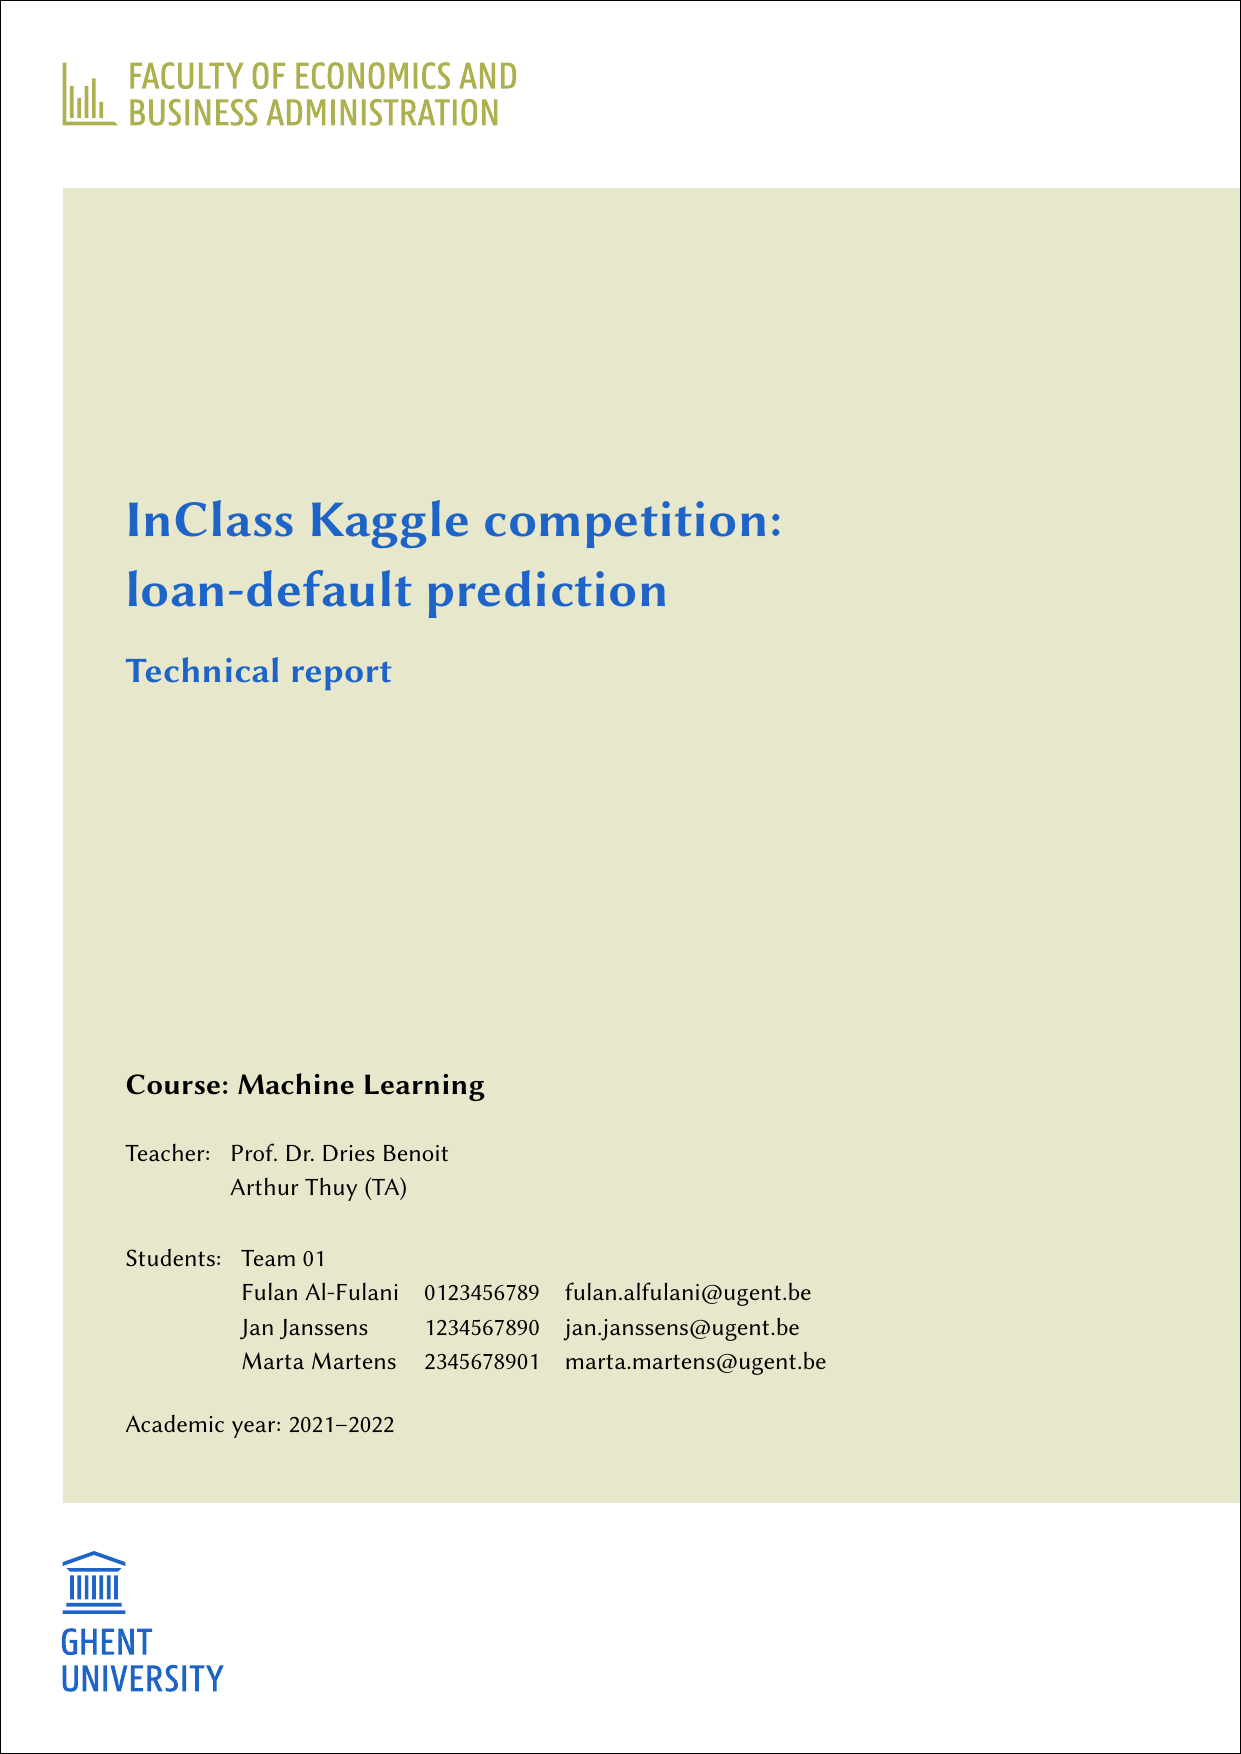 FACULTY OF ECONOMICS AND
BUSINESS ADMINISTRATION
InClass Kaggle competition:
loan-default prediction
Technical report
Course: Machine Learning
Teacher: Prof. Dr. Dries Benoit
Arthur Thuy (TA)
Students: Team 01
Fulan Al-Fulani 0123456789 fulan.alfulani@ugent.be
Jan Janssens 1234567890 jan.janssens@ugent.be
Marta Martens 2345678901 marta.martens@ugent.be
Academic year: 2021–2022
GHENT
UNIVERSITY